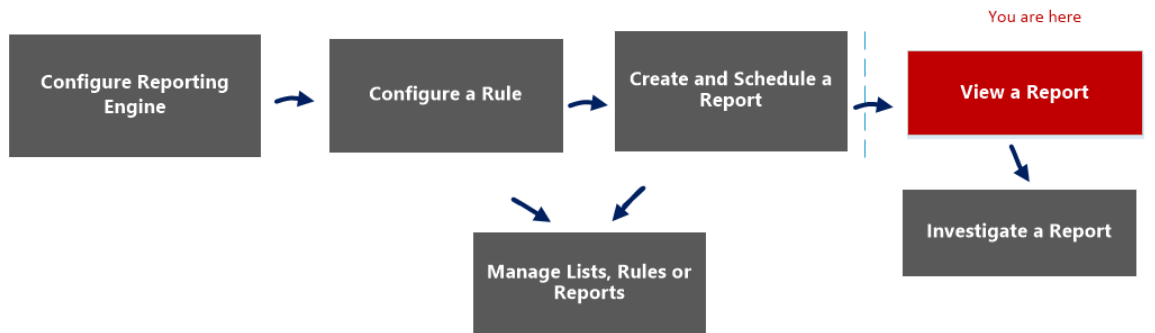 You are here
Configure Reporting
Engine
Configure a Rule
Create and Schedule a
Report
View a Report
Manage Lists, Rules or
Reports
Investigate a Report